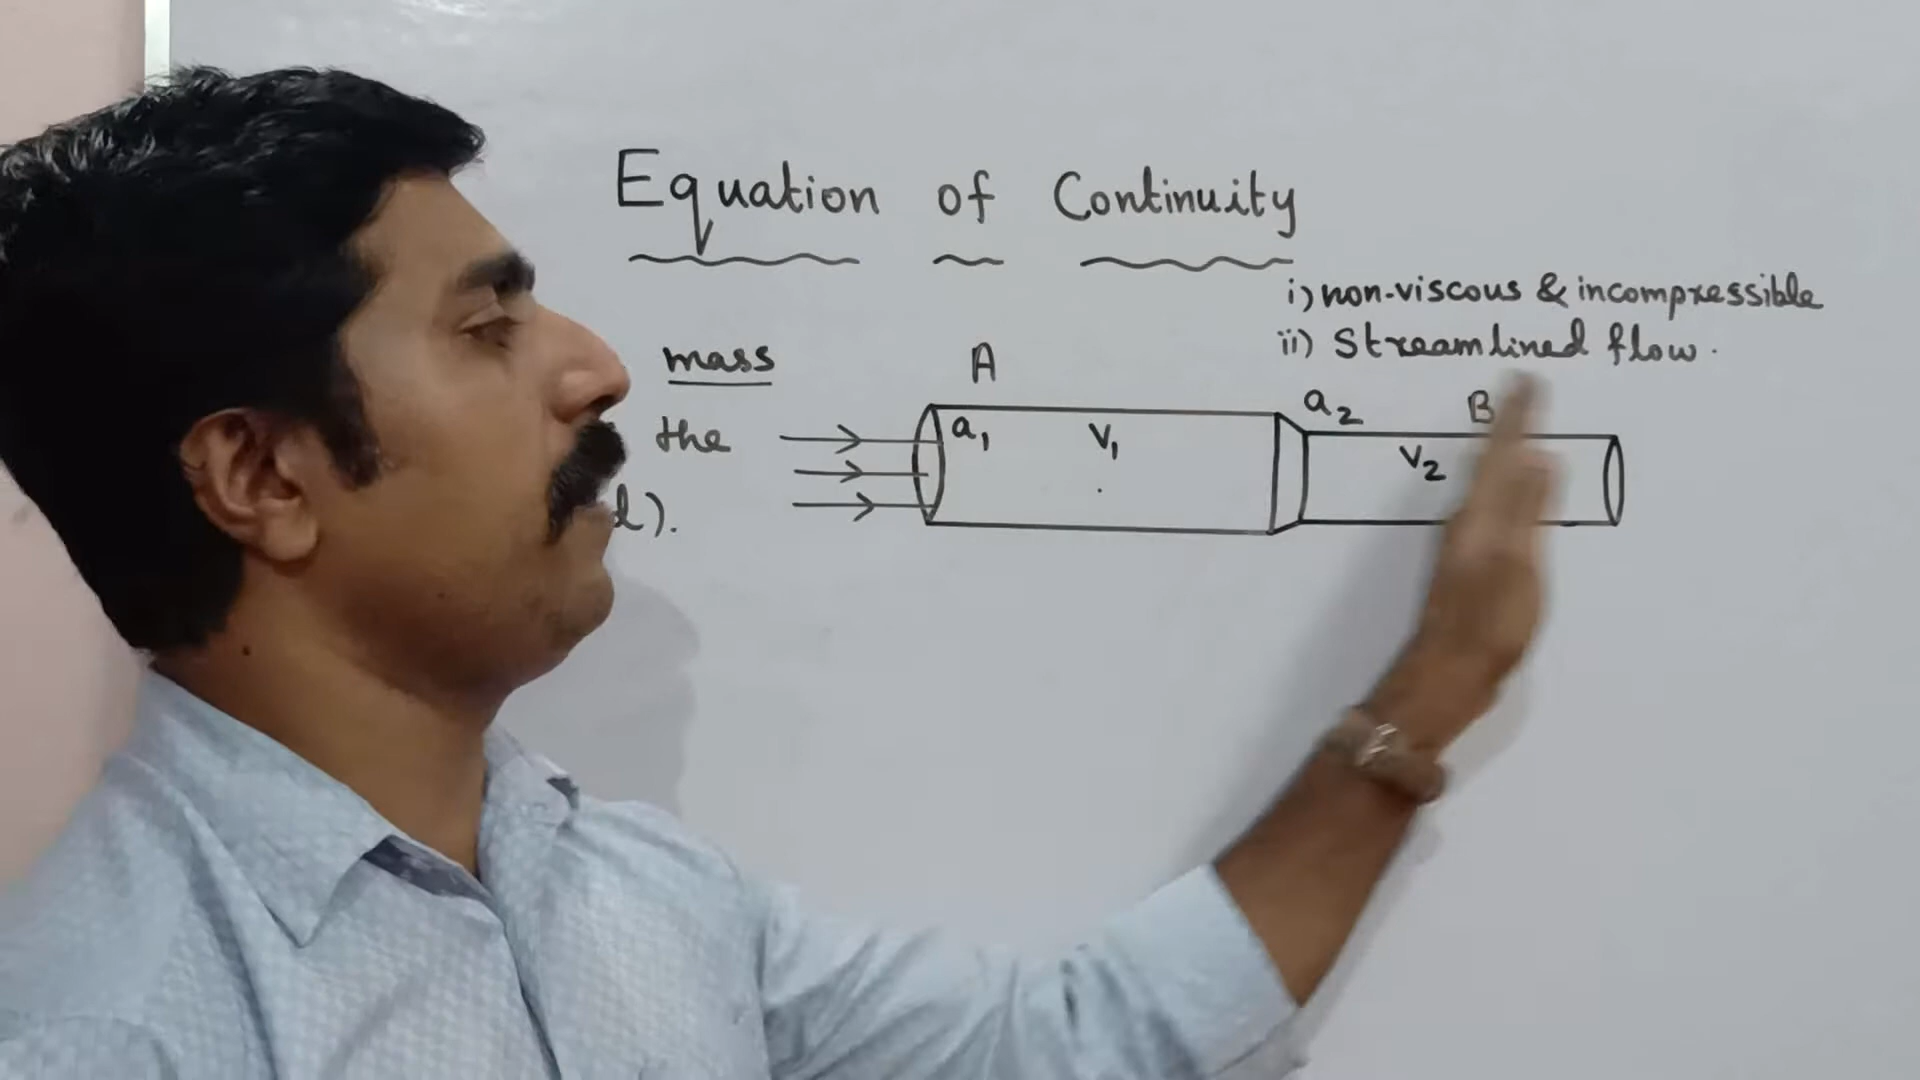 Equation of Continuity
i) non-viscous & incompressible
ii) Streamlined flow.
mass
A
a2
B
the
a1
V1
V2
d).